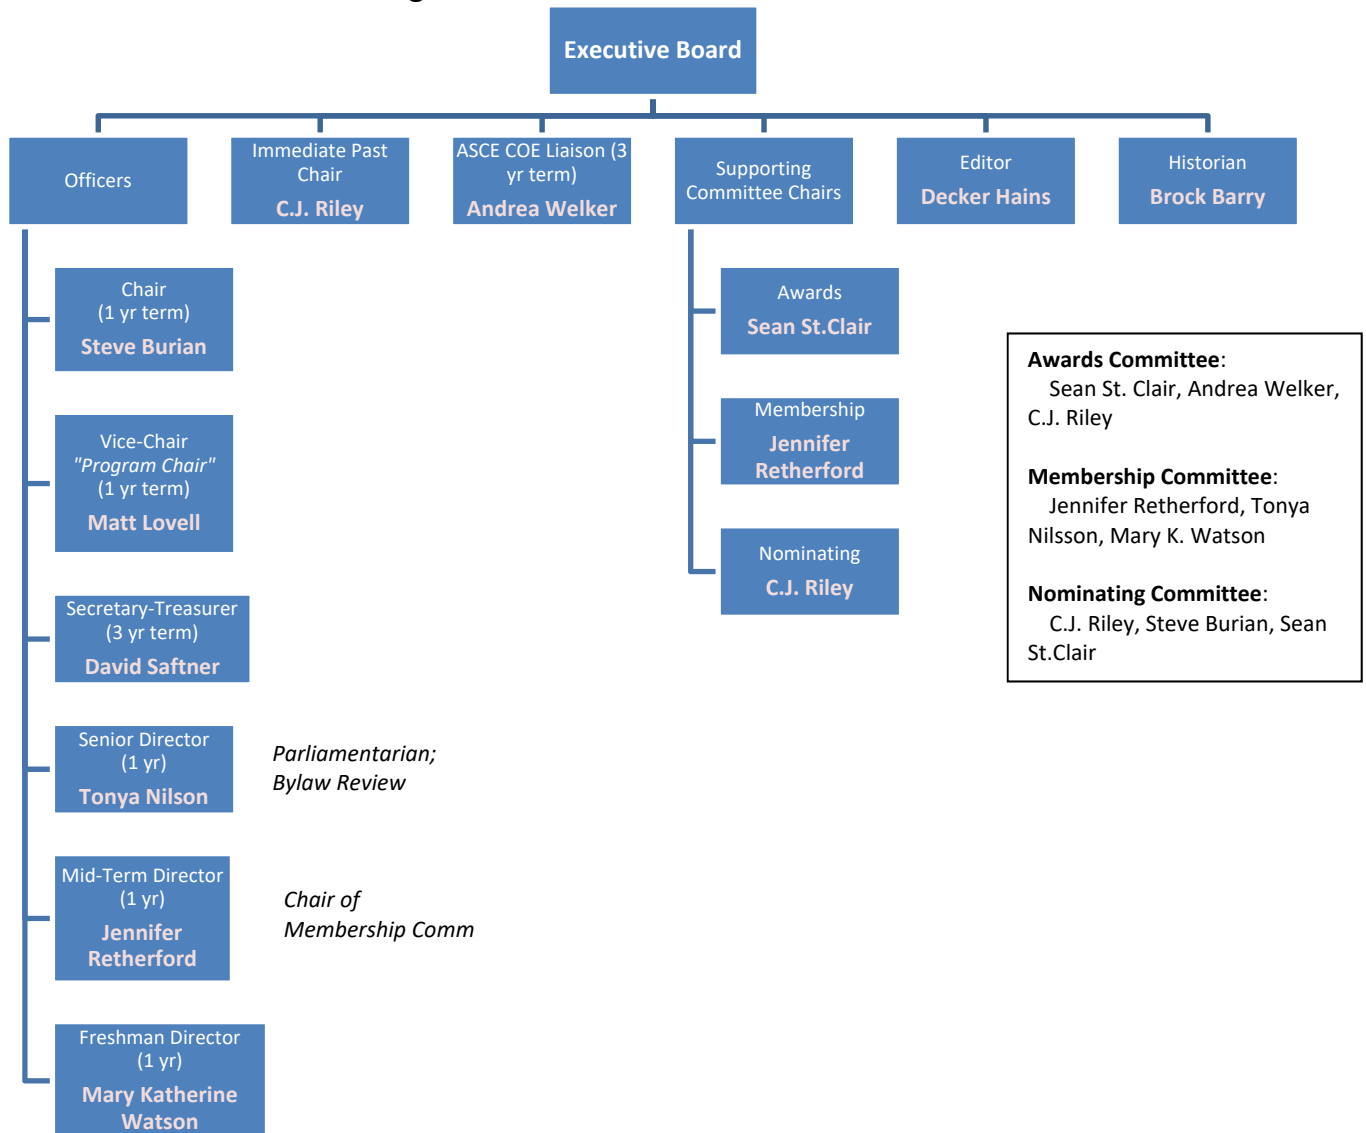 Executive Board
Officers
Immediate Past
Chair
C.J. Riley
ASCE COE Liaison (3
yr term)
Andrea Welker
Supporting
Committee Chairs
Editor
Decker Hains
Historian
Brock Barry
Chair
(1 yr term)
Steve Burian
Vice-Chair
"Program Chair"
(1 yr term)
Matt Lovell
Secretary-Treasurer
(3 yr term)
David Saftner
Senior Director
(1 yr)
Tonya Nilson
Parliamentarian;
Bylaw Review
Mid-Term Director
(1 yr)
Jennifer
Retherford
Chair of
Membership Comm
Freshman Director
(1 yr)
Mary Katherine
Watson
Awards
Sean St.Clair
Membership
Jennifer
Retherford
Nominating
C.J. Riley
Awards Committee:
Sean St. Clair, Andrea Welker,
C.J. Riley
Membership Committee:
Jennifer Retherford, Tonya
Nilsson, Mary K. Watson
Nominating Committee:
C.J. Riley, Steve Burian, Sean
St.Clair